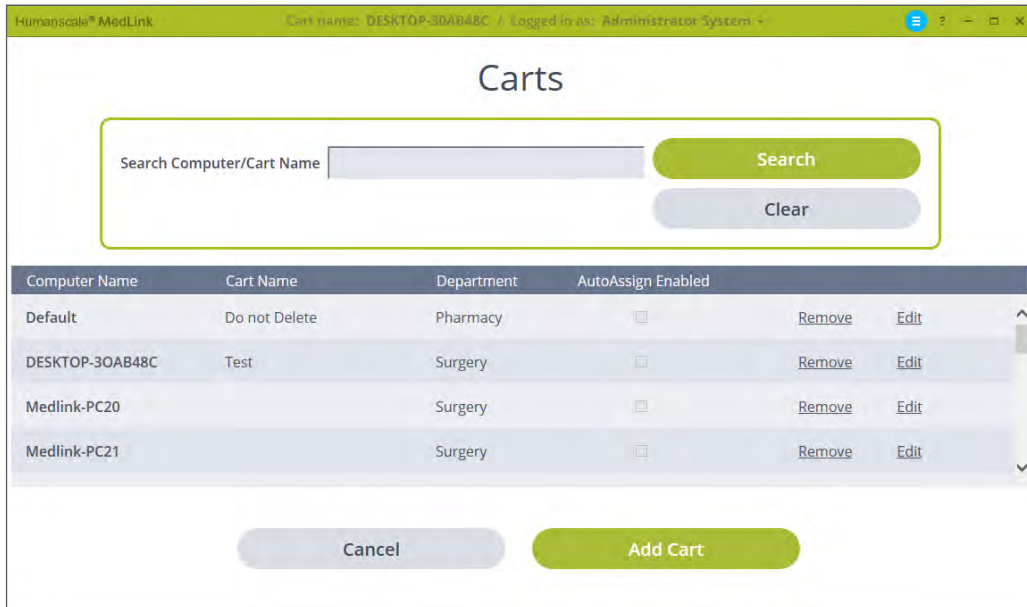 Humanscale® MedLink Cart name: DESKTOP-3OAB48C / Logged in as: Administrator System ? 
Carts
Search Computer/Cart Name Search
Clear
Computer Name Cart Name Department AutoAssign Enabled
Default Do not Delete Pharmacy Remove Edit
DESKTOP-3OAB48C Test Surgery Remove Edit
Medlink-PC20 Surgery Remove Edit
Medlink-PC21 Surgery Remove Edit
Cancel Add Cart